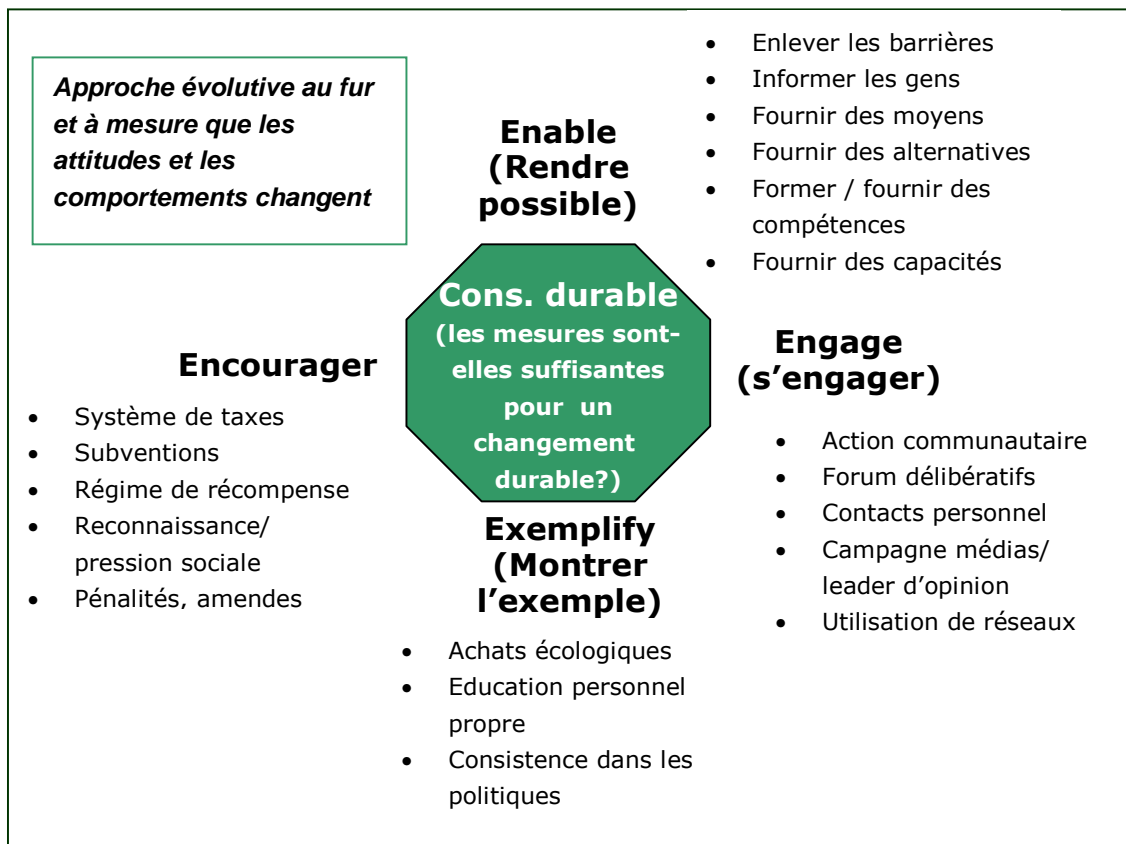 Approche évolutive au fur
et à mesure que les
attitudes et les
comportements changent
Enable
(Rendre
possible)
• Enlever les barrières
• Informer les gens
• Fournir des moyens
• Fournir des alternatives
• Former / fournir des
compétences
• Fournir des capacités
Cons. durable
(les mesures sont-
elles suffisantes
pour un
changement
durable?)
Encourager
• Système de taxes
• Subventions
• Régime de récompense
• Reconnaissance/
pression sociale
• Pénalités, amendes
Engage
(s’engager)
• Action communautaire
• Forum délibératifs
• Contacts personnel
• Campagne médias/
leader d’opinion
• Utilisation de réseaux
Exemplify
(Montrer
l’exemple)
• Achats écologiques
• Education personnel
propre
• Consistence dans les
politiques